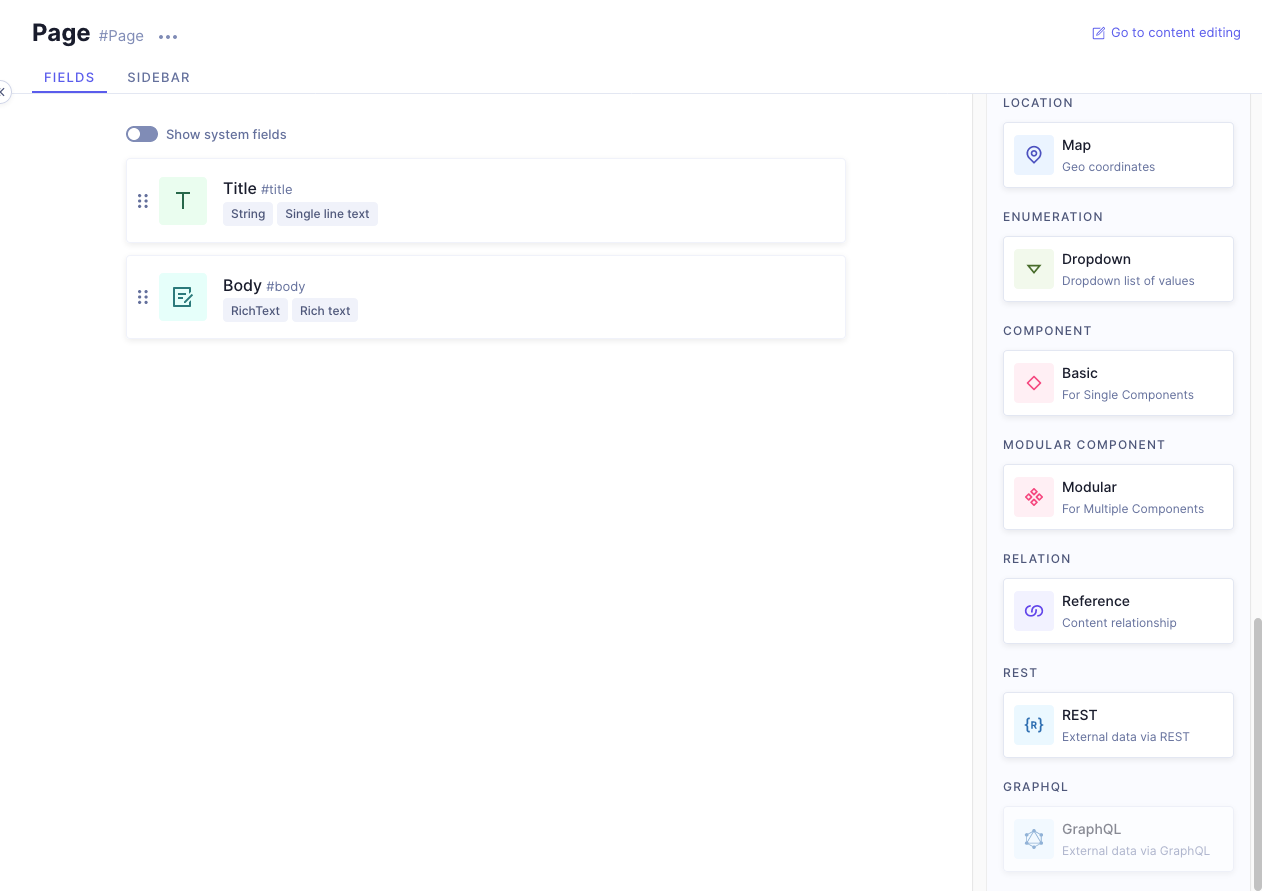 Page #Page •••
Go to content editing
FIELDS SIDEBAR
Show system fields
Title #title
String Single line text
Body #body
RichText Rich text
LOCATION
Map
Geo coordinates
ENUMERATION
Dropdown
Dropdown list of values
COMPONENT
Basic
For Single Components
MODULAR COMPONENT
Modular
For Multiple Components
RELATION
Reference
Content relationship
REST
{R} REST
External data via REST
GRAPHQL
GraphQL
External data via GraphQL